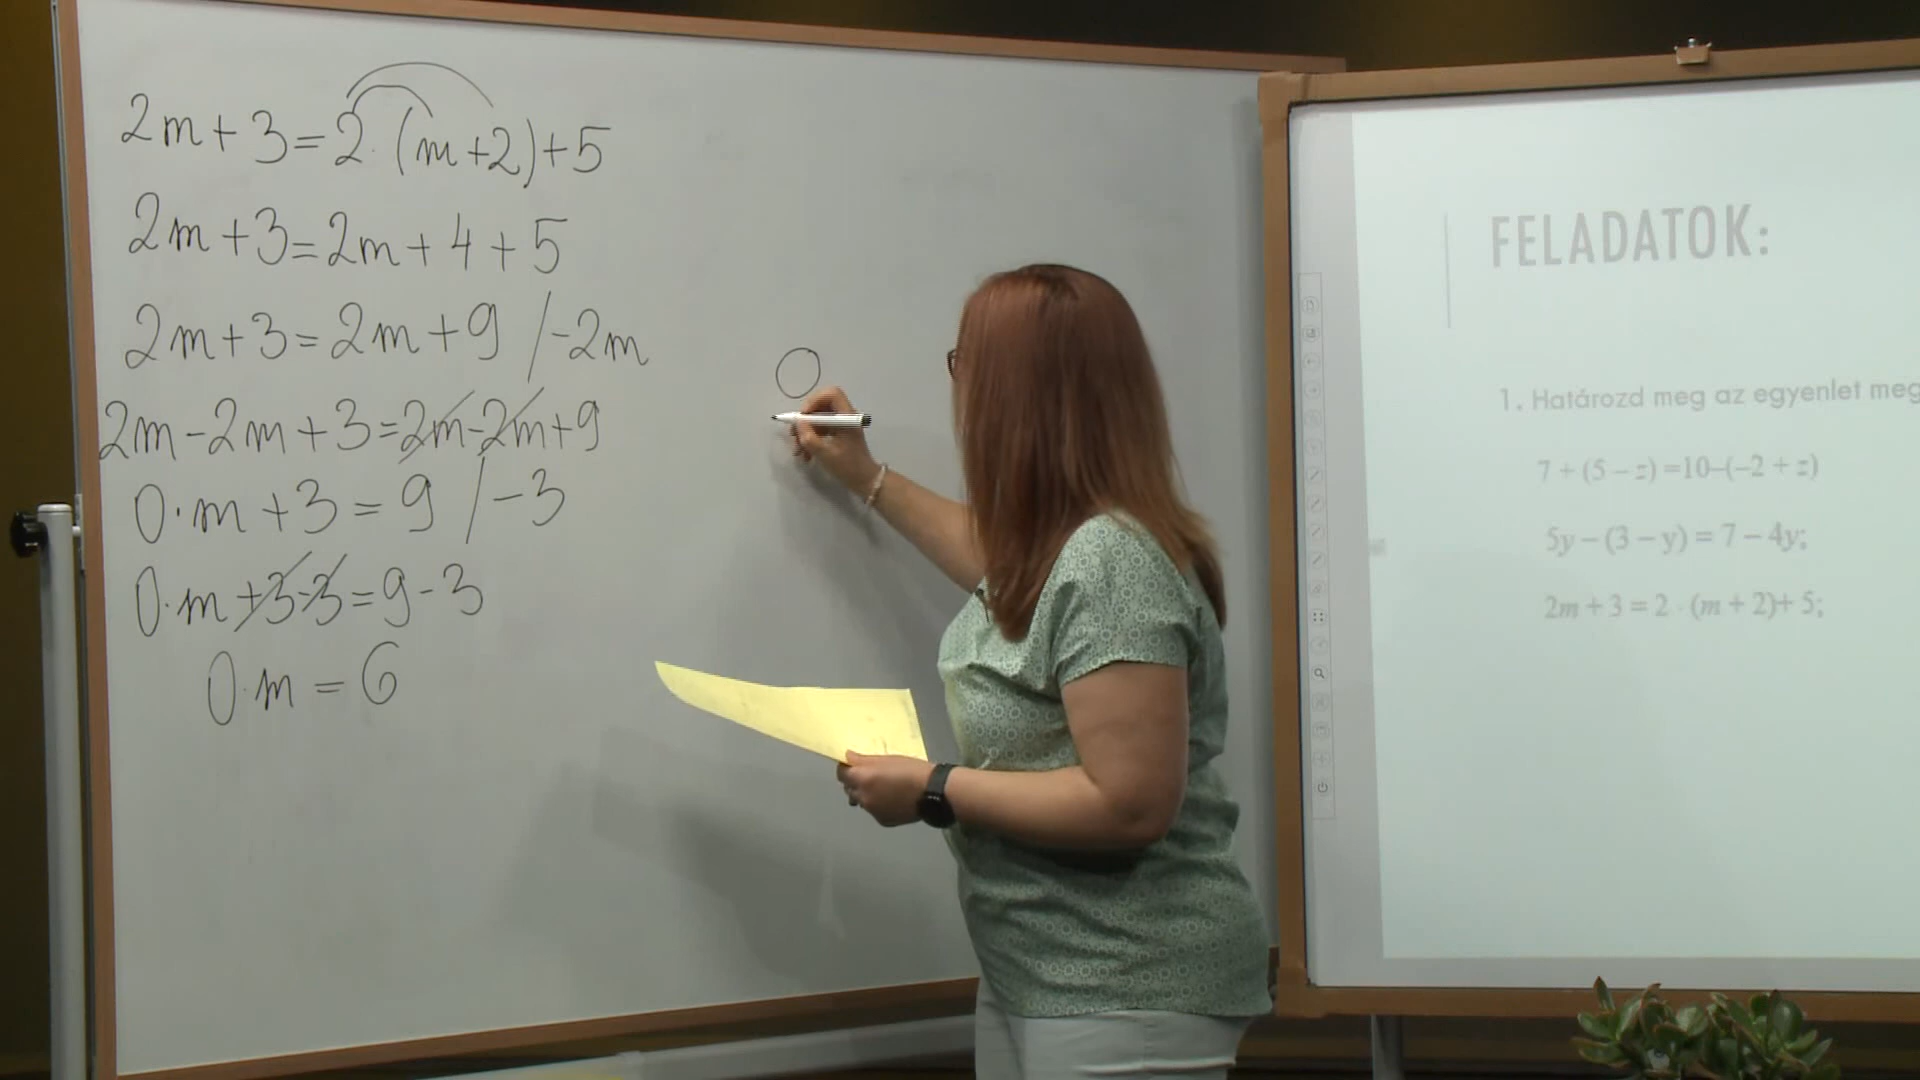 2m+3=2·(m+2)+5
2m+3=2m+4+5
2m+3=2m+9 /-2m
2m-2m+3=2m-2m+9
0·m+3=9 /-3
0·m+3-3=9-3
0·m=6
0
FELADATOK:
1. Határozd meg az egyenlet meg
7 + (5 – z) =10–(–2 + z)
5y – (3 – y) = 7 – 4y;
2m + 3 = 2 · (m + 2)+ 5;